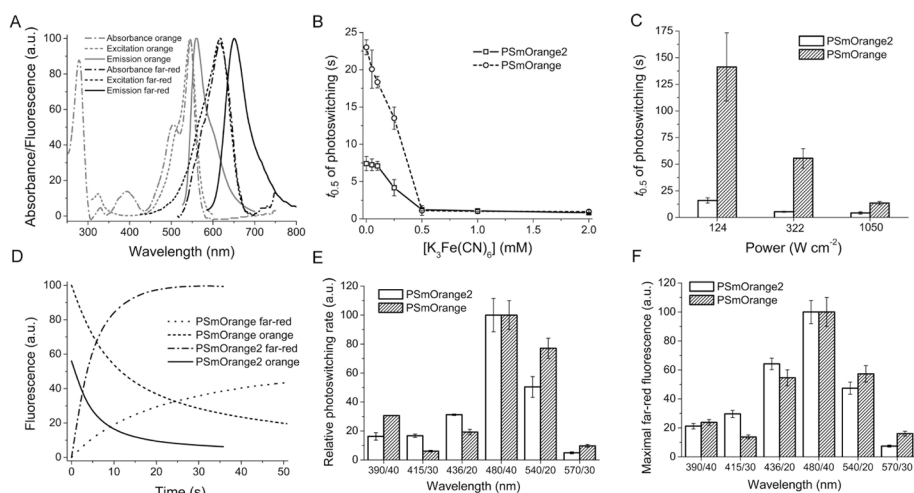 A
Absorbance orange
Excitation orange
Emission orange
Absorbance far-red
Excitation far-red
Emission far-red
100
80
60
40
20
0
Absorbance/Fluorescence (a.u.)
300 400 500 600 700 800
Wavelength (nm)
B
PSmOrange2
PSmOrange
25
20
15
10
5
0
t0.5 of photoswitching (s)
0.0 0.5 1.0 1.5 2.0
[K3Fe(CN)6] (mM)
C
PSmOrange2
PSmOrange
175
150
125
100
75
50
25
0
t0.5 of photoswitching (s)
124 322 1050
Power (W cm-2)
D
PSmOrange far-red
PSmOrange orange
PSmOrange2 far-red
PSmOrange2 orange
100
80
60
40
20
0
Fluorescence (a.u.)
0 10 20 30 40 50
Time (s)
E
PSmOrange2
PSmOrange
120
100
80
60
40
20
0
Relative photoswitching rate (a.u.)
390/40 415/30 436/20 480/40 540/20 570/30
Wavelength (nm)
F
PSmOrange2
PSmOrange
120
100
80
60
40
20
0
Maximal far-red fluorescence (a.u.)
390/40 415/30 436/20 480/40 540/20 570/30
Wavelength (nm)